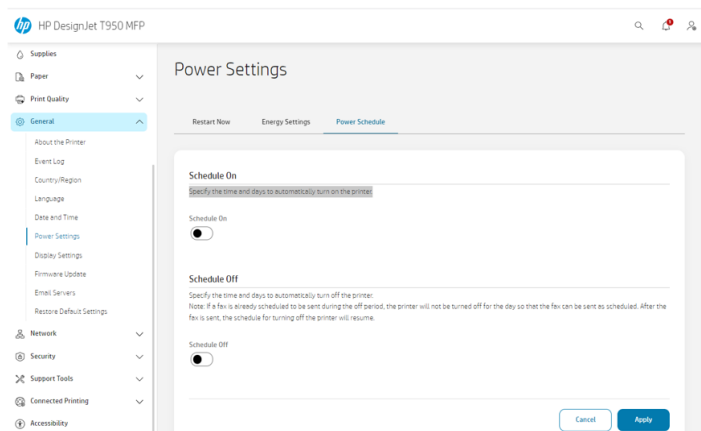 hp HP DesignJet T950 MFP
1
Supplies
Paper
Print Quality
General
About the Printer
Event Log
Country/Region
Language
Date and Time
Power Settings
Display Settings
Firmware Update
Email Servers
Restore Default Settings
Network
Security
Support Tools
Connected Printing
Accessibility
Power Settings
Restart Now Energy Settings Power Schedule
Schedule On
Specify the time and days to automatically turn on the printer.
Schedule On
Schedule Off
Specify the time and days to automatically turn off the printer.
Note: If a fax is already scheduled to be sent during the off period, the printer will not be turned off for the day so that the fax can be sent as scheduled. After the
fax is sent, the schedule for turning off the printer will resume.
Schedule Off
Cancel Apply